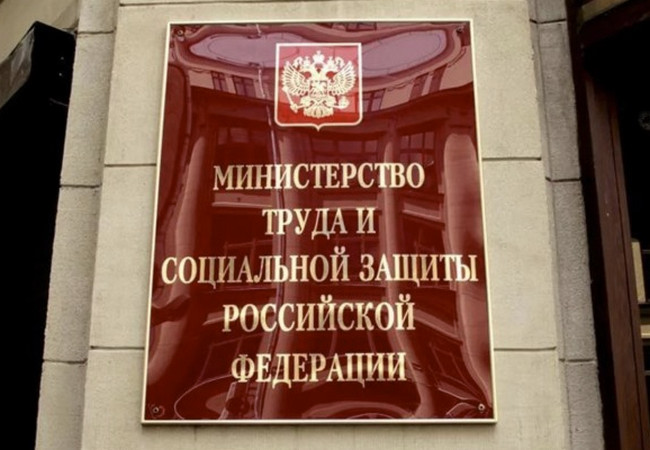 МИНИСТЕРСТВО
ТРУДА И
СОЦИАЛЬНОЙ ЗАЩИТЫ
РОССИЙСКОЙ
ФЕДЕРАЦИИ